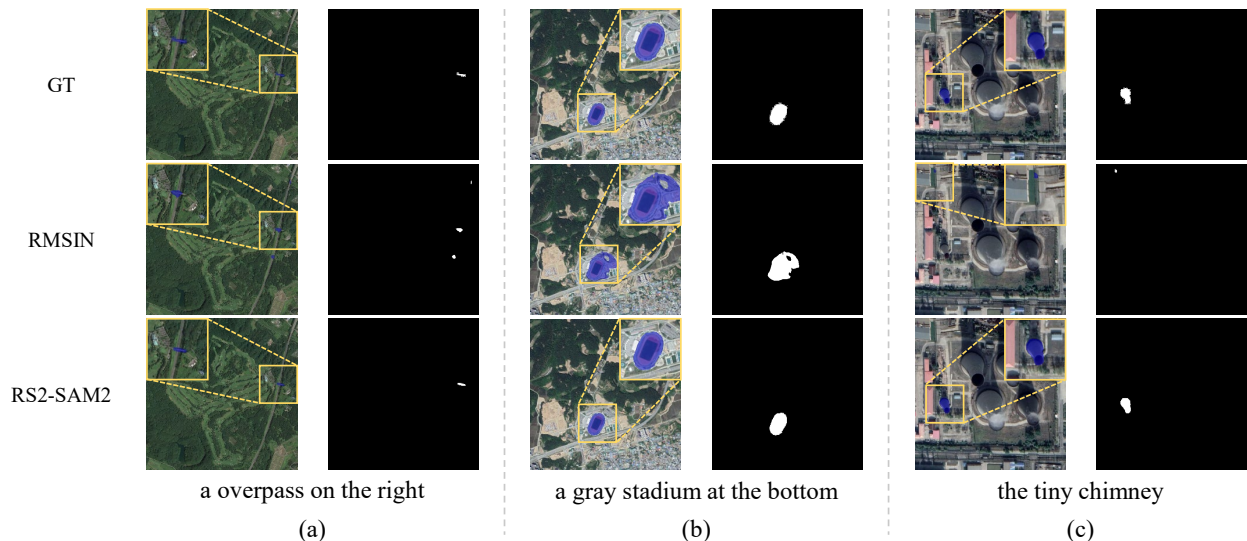 GT
RMSIN
RS2-SAM2
a overpass on the right
a gray stadium at the bottom
the tiny chimney
(a)
(b)
(c)